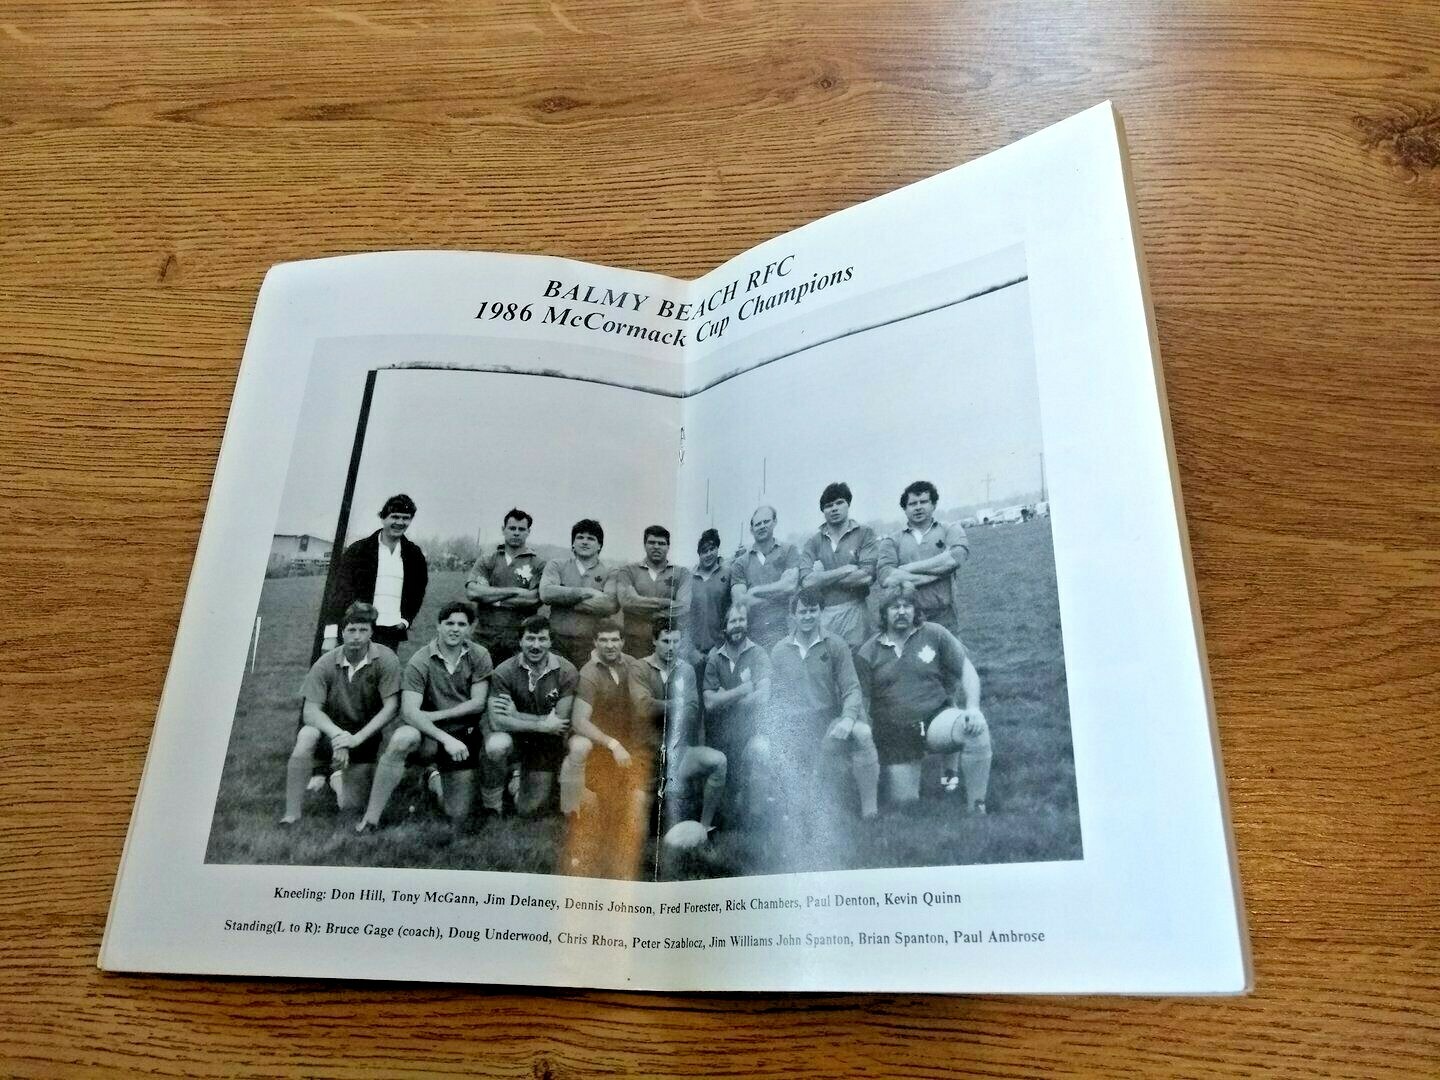 BALMY BEACH RFC
1986 McCormack Cup Champions
Kneeling: Don Hill, Tony McGann, Jim Delaney, Dennis Johnson, Fred Forester, Rick Chambers, Paul Denton, Kevin Quinn
Standing(L to R): Bruce Gage (coach), Doug Underwood, Chris Rhora, Peter Szablocz, Jim Williams John Spanton, Brian Spanton, Paul Ambrose